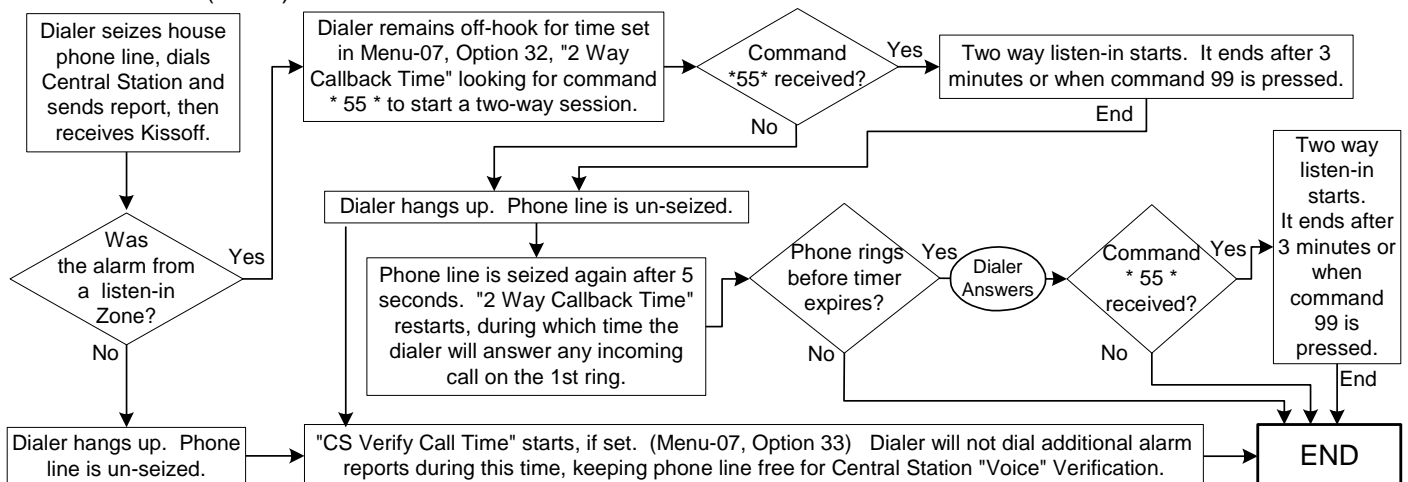 Dialer seizes house
phone line, dials
Central Station and
sends report, then
receives Kissoff.
Was
the alarm from
a listen-in
Zone?
Yes
No
Dialer hangs up. Phone
line is un-seized.
Dialer remains off-hook for time set
in Menu-07, Option 32, "2 Way
Callback Time" looking for command
* 55 * to start a two-way session.
Command
*55* received?
Yes
No
Two way listen-in starts. It ends after 3
minutes or when command 99 is pressed.
End
Dialer hangs up. Phone line is un-seized.
Phone line is seized again after 5
seconds. "2 Way Callback Time"
restarts, during which time the
dialer will answer any incoming
call on the 1st ring.
Phone rings
before timer
expires?
Yes
No
Dialer
Answers
Command
* 55 *
received?
Yes
No
Two way
listen-in
starts.
It ends after
3 minutes or
when
command
99 is
pressed.
End
"CS Verify Call Time" starts, if set. (Menu-07, Option 33) Dialer will not dial additional alarm
reports during this time, keeping phone line free for Central Station "Voice" Verification.
END